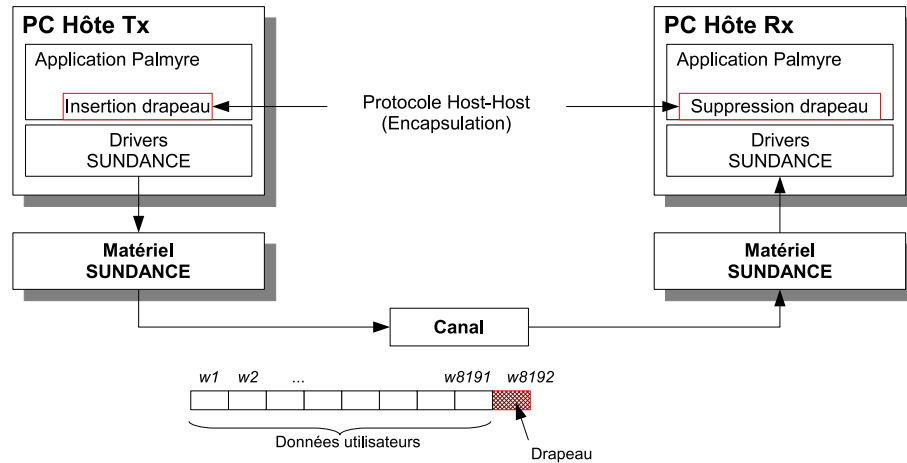 PC Hôte Tx
Application Palmyre
Insertion drapeau
Drivers
SUNDANCE
Matériel
SUNDANCE
Protocole Host-Host
(Encapsulation)
PC Hôte Rx
Application Palmyre
Suppression drapeau
Drivers
SUNDANCE
Matériel
SUNDANCE
Canal
w1 w2 ... w8191 w8192
Données utilisateurs
Drapeau